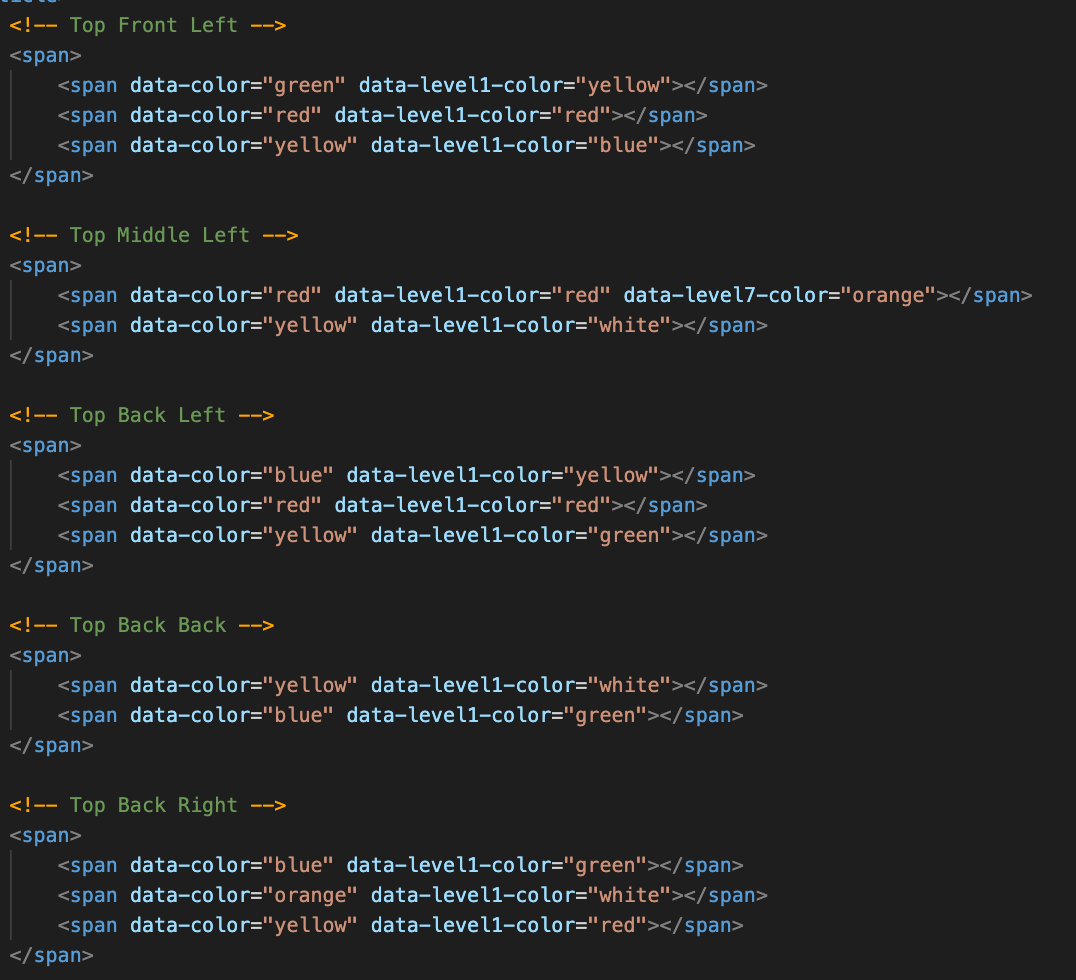 <!-- Top Front Left -->
<span>
    <span data-color="green" data-level1-color="yellow"></span>
    <span data-color="red" data-level1-color="red"></span>
    <span data-color="yellow" data-level1-color="blue"></span>
</span>

<!-- Top Middle Left -->
<span>
    <span data-color="red" data-level1-color="red" data-level7-color="orange"></span>
    <span data-color="yellow" data-level1-color="white"></span>
</span>

<!-- Top Back Left -->
<span>
    <span data-color="blue" data-level1-color="yellow"></span>
    <span data-color="red" data-level1-color="red"></span>
    <span data-color="yellow" data-level1-color="green"></span>
</span>

<!-- Top Back Back -->
<span>
    <span data-color="yellow" data-level1-color="white"></span>
    <span data-color="blue" data-level1-color="green"></span>
</span>

<!-- Top Back Right -->
<span>
    <span data-color="blue" data-level1-color="green"></span>
    <span data-color="orange" data-level1-color="white"></span>
    <span data-color="yellow" data-level1-color="red"></span>
</span>